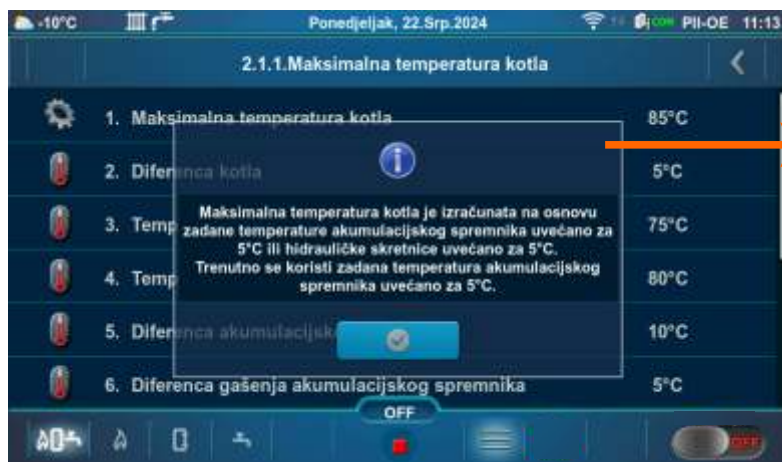 -10°C
Ponedjeljak, 22.Srp.2024
PII-OE 11:13
2.1.1.Maksimalna temperatura kotla
1. Maksimalna temperatura kotla 85°C
2. Diferenca kotla 5°C
3. Temp 75°C
4. Temp 80°C
5. Diferenca akumulacijsk 10°C
6. Diferenca gašenja akumulacijskog spremnika 5°C
Maksimalna temperatura kotla je izračunata na osnovu
zadane temperature akumulacijskog spremnika uvećano za
5°C ili hidrauličke skretnice uvećano za 5°C.
Trenutno se koristi zadana temperatura akumulacijskog
spremnika uvećano za 5°C.
OFF
OFF